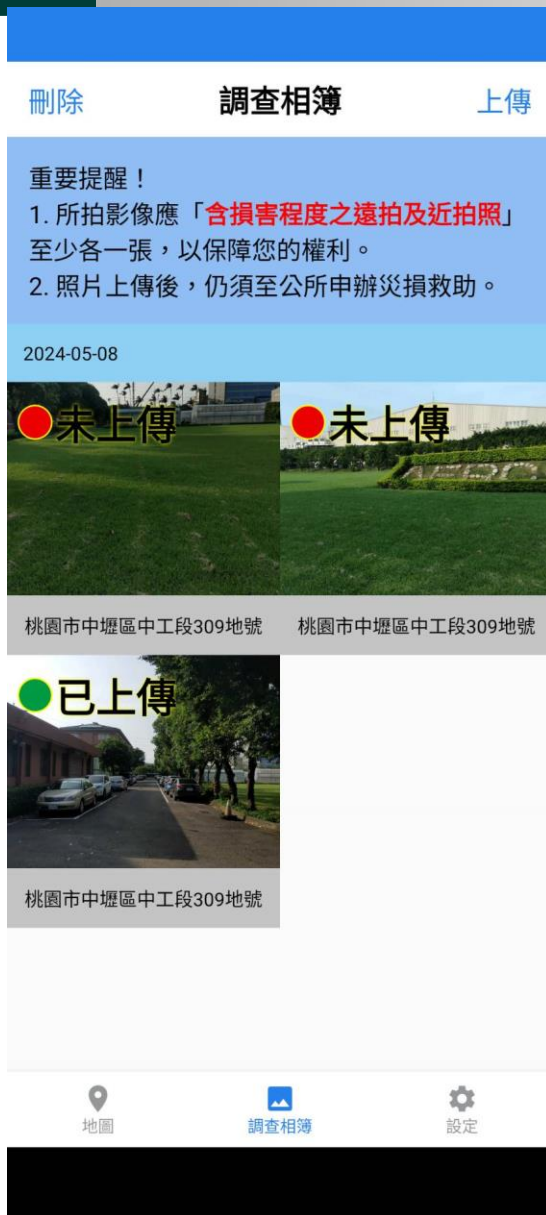 刪除 調查相簿 上傳
重要提醒！
1. 所拍影像應「含損害程度之遠拍及近拍照」
至少各一張，以保障您的權利。
2. 照片上傳後，仍須至公所申辦災損救助。
2024-05-08
未上傳 未上傳
桃園市中壢區中工段309地號 桃園市中壢區中工段309地號
已上傳
桃園市中壢區中工段309地號
地圖 調查相簿 設定